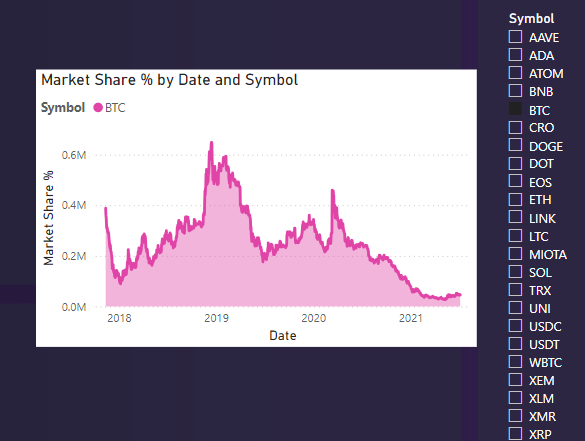 Market Share % by Date and Symbol
Symbol BTC
Market Share %
0.6M
0.4M
0.2M
0.0M
2018 2019 2020 2021
Date
Symbol
AAVE
ADA
ATOM
BNB
BTC
CRO
DOGE
DOT
EOS
ETH
LINK
LTC
MIOTA
SOL
TRX
UNI
USDC
USDT
WBTC
XEM
XLM
XMR
XRP